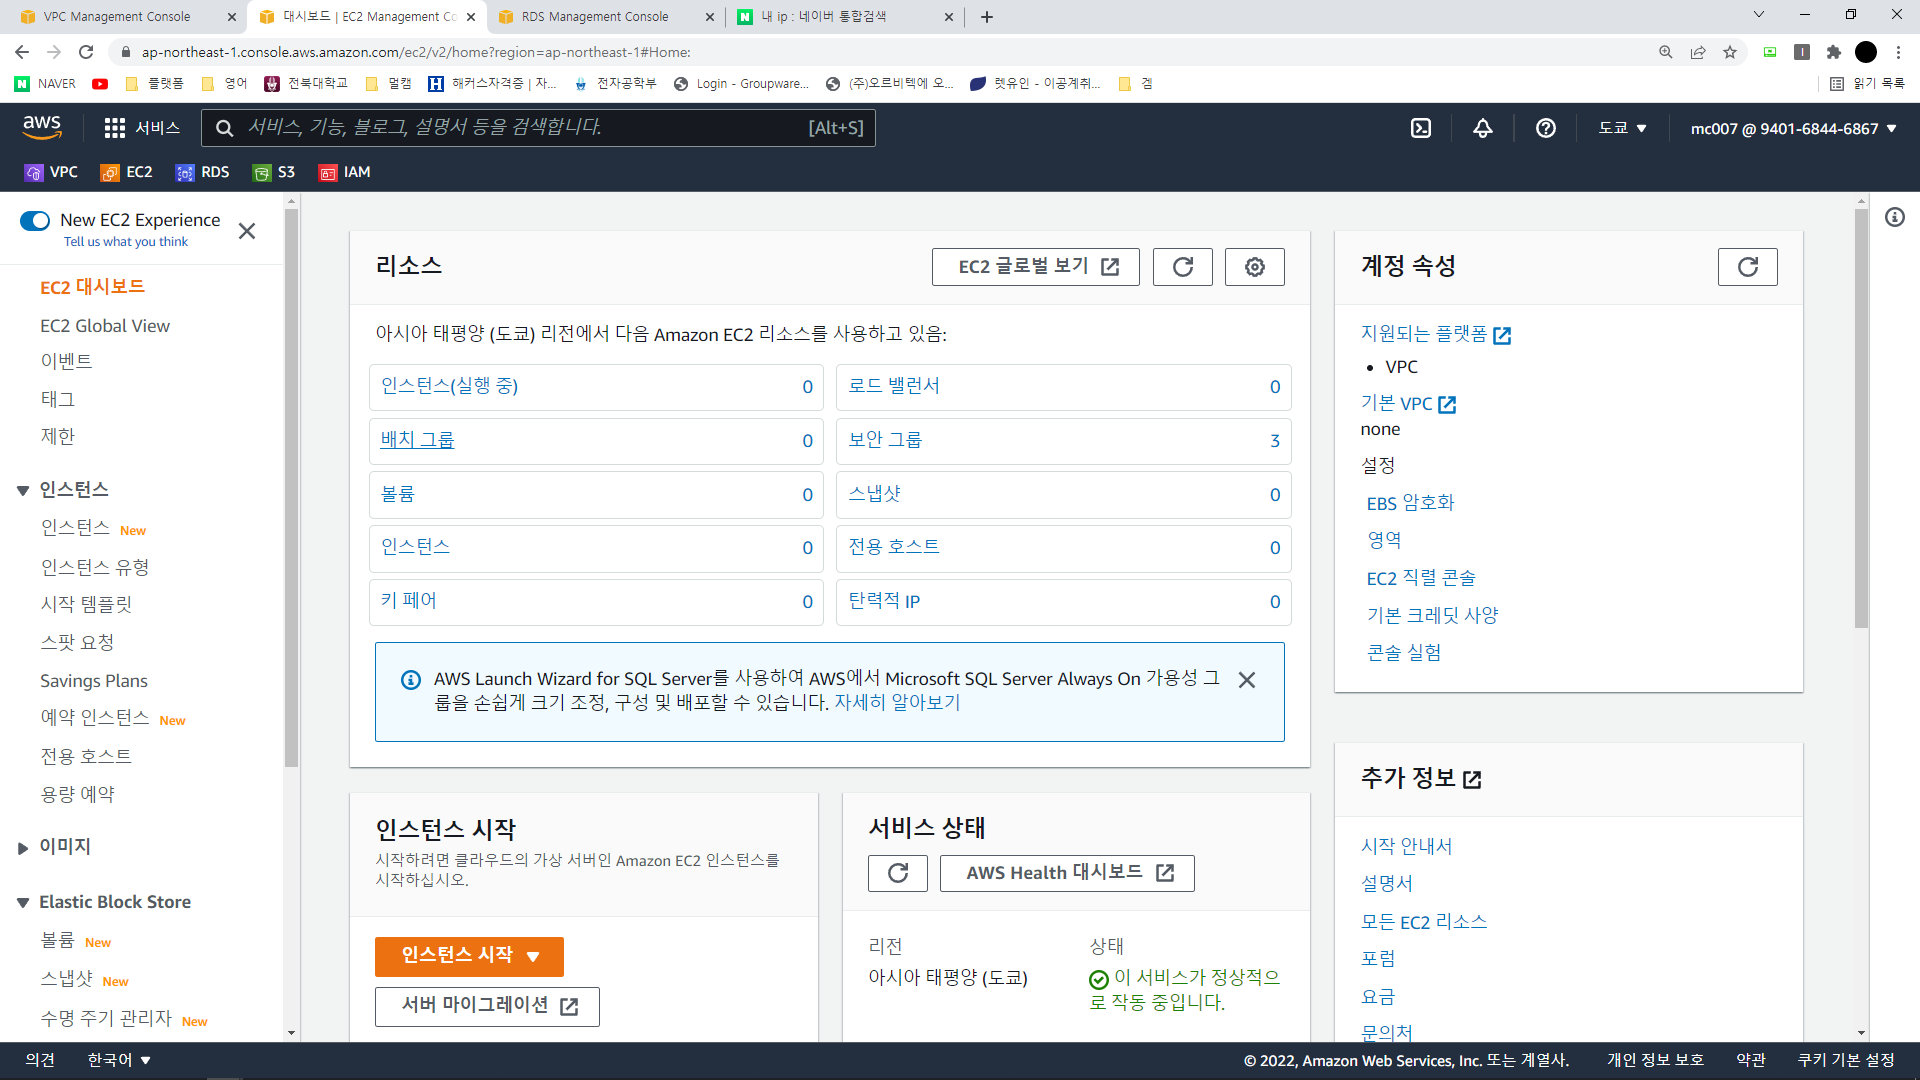 VPC Management Console
대시보드 | EC2 Management Co
RDS Management Console
내 ip : 네이버 통합검색
ap-northeast-1.console.aws.amazon.com/ec2/v2/home?region=ap-northeast-1#Home:
NAVER
플랫폼
영어
전북대학교
멀캠
해커스자격증 | 자...
전자공학부
Login - Groupware...
(주)오르비텍에 오...
렛유인 - 이공계취...
겜
읽기 목록
aws
서비스
서비스, 기능, 블로그, 설명서 등을 검색합니다.
[Alt+S]
도쿄
mc007 @ 9401-6844-6867
VPC
EC2
RDS
S3
IAM
New EC2 Experience
Tell us what you think
EC2 대시보드
EC2 Global View
이벤트
태그
제한
인스턴스
인스턴스 New
인스턴스 유형
시작 템플릿
스팟 요청
Savings Plans
예약 인스턴스 New
전용 호스트
용량 예약
이미지
Elastic Block Store
볼륨 New
스냅샷 New
수명 주기 관리자 New
리소스
EC2 글로벌 보기
아시아 태평양 (도쿄) 리전에서 다음 Amazon EC2 리소스를 사용하고 있음:
인스턴스(실행 중) 0
로드 밸런서 0
배치 그룹 0
보안 그룹 3
볼륨 0
스냅샷 0
인스턴스 0
전용 호스트 0
키 페어 0
탄력적 IP 0
AWS Launch Wizard for SQL Server를 사용하여 AWS에서 Microsoft SQL Server Always On 가용성 그
룹을 손쉽게 크기 조정, 구성 및 배포할 수 있습니다. 자세히 알아보기
인스턴스 시작
시작하려면 클라우드의 가상 서버인 Amazon EC2 인스턴스를
시작하십시오.
인스턴스 시작
서버 마이그레이션
서비스 상태
AWS Health 대시보드
리전
아시아 태평양 (도쿄)
상태
이 서비스가 정상적으
로 작동 중입니다.
계정 속성
지원되는 플랫폼
VPC
기본 VPC
none
설정
EBS 암호화
영역
EC2 직렬 콘솔
기본 크레딧 사양
콘솔 실험
추가 정보
시작 안내서
설명서
모든 EC2 리소스
포럼
요금
문의처
의견
한국어
© 2022, Amazon Web Services, Inc. 또는 계열사.
개인 정보 보호
약관
쿠키 기본 설정